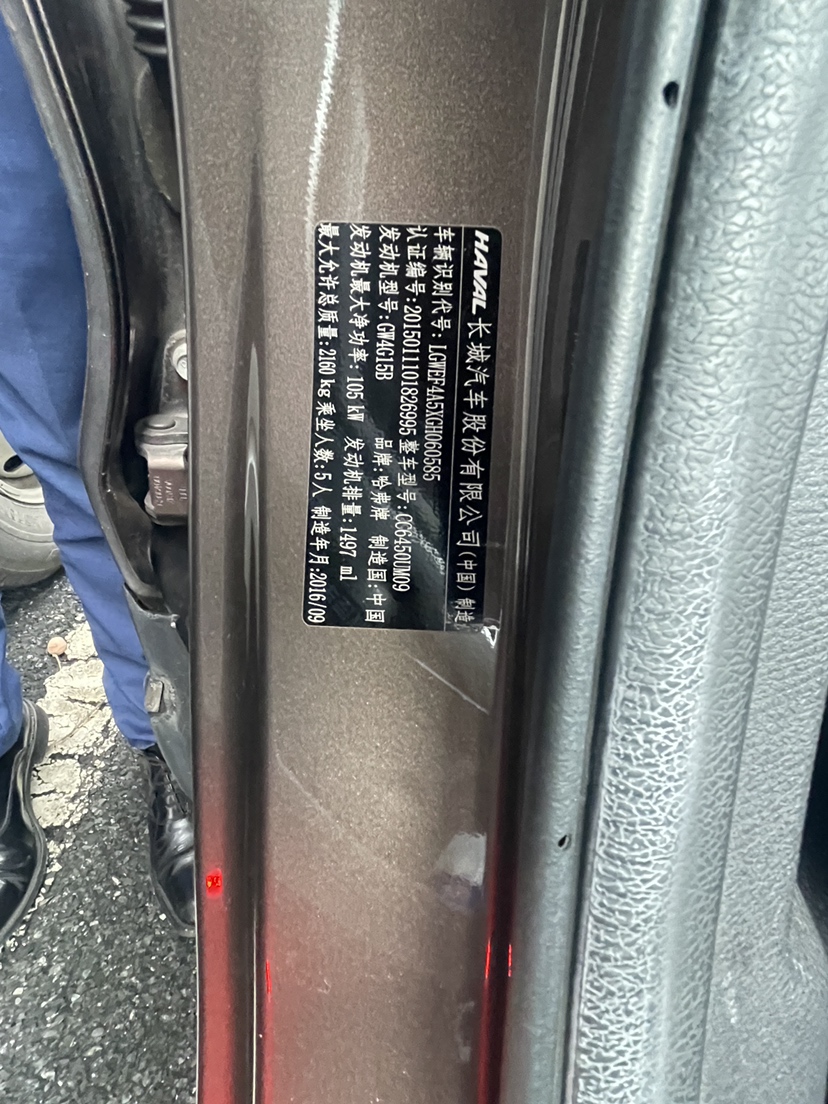 HAVAL 长城汽车股份有限公司(中国)制造
车辆识别代号:LGWEF4A5XGH060585
认证编号:2015011101826995 整车型号:CC6450UM09
发动机型号:GW4G15B 品牌:哈弗牌 制造国:中国
发动机最大净功率:105 kW 发动机排量:1497 ml
最大允许总质量:2160 kg 乘坐人数:5人 制造年月:2016/09